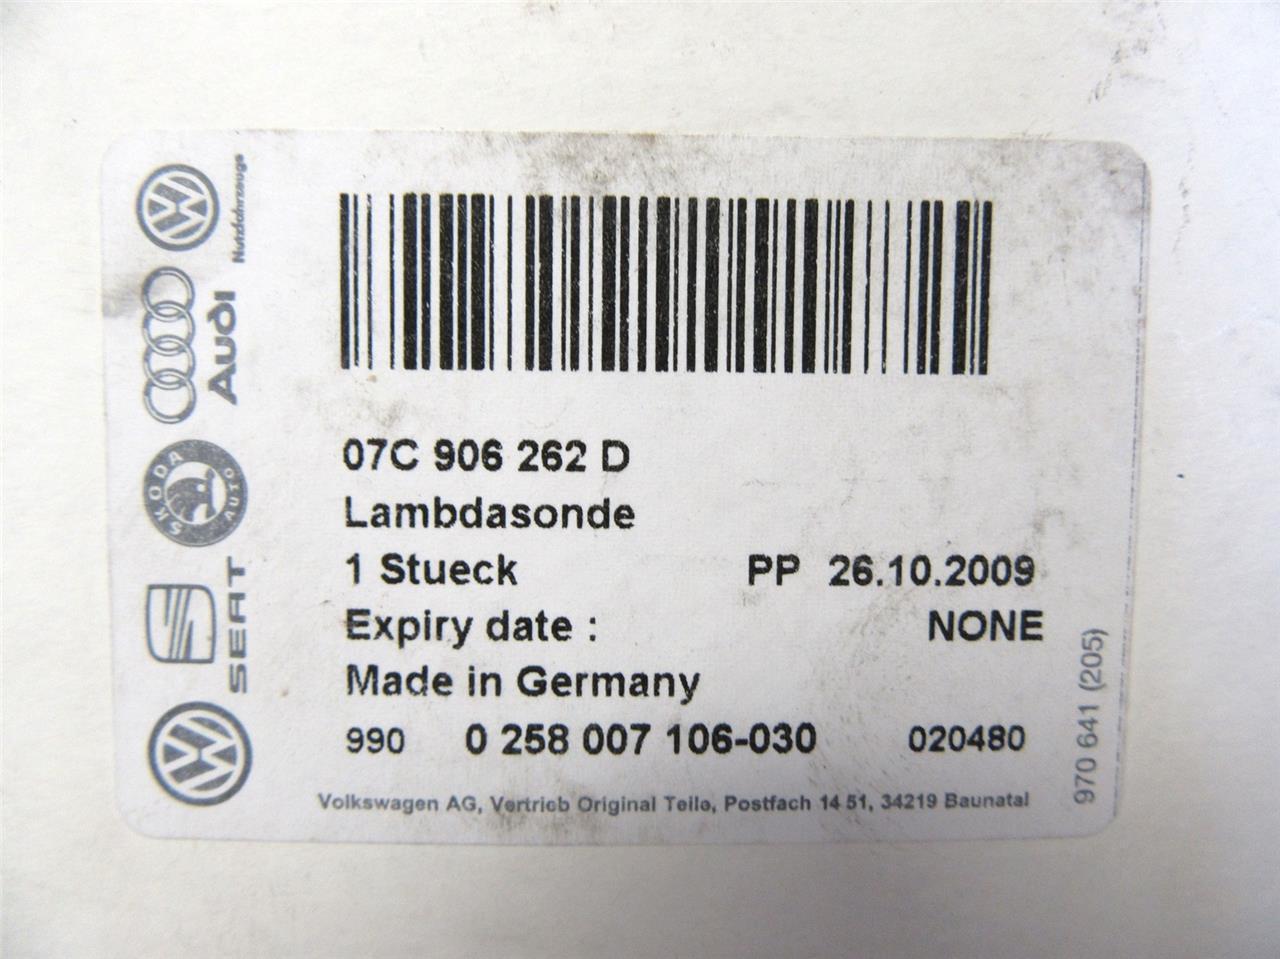 Nutzfahrzeuge
Audi
SKODA
AUTO
SEAT
07C 906 262 D
Lambdasonde
1 Stueck PP 26.10.2009
Expiry date : NONE
Made in Germany
990 0 258 007 106-030 020480
Volkswagen AG, Vertrieb Original Teile, Postfach 14 51, 34219 Baunatal
970 641 (205)